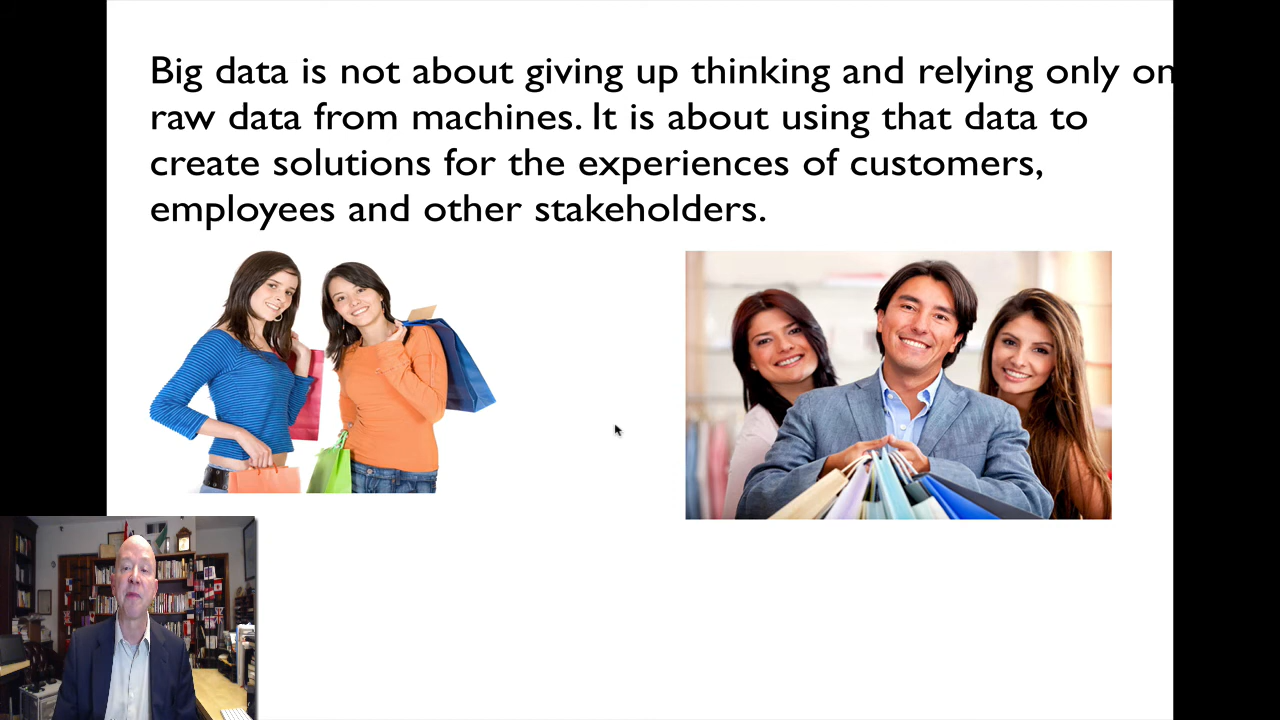 Big data is not about giving up thinking and relying only on
raw data from machines. It is about using that data to
create solutions for the experiences of customers,
employees and other stakeholders.